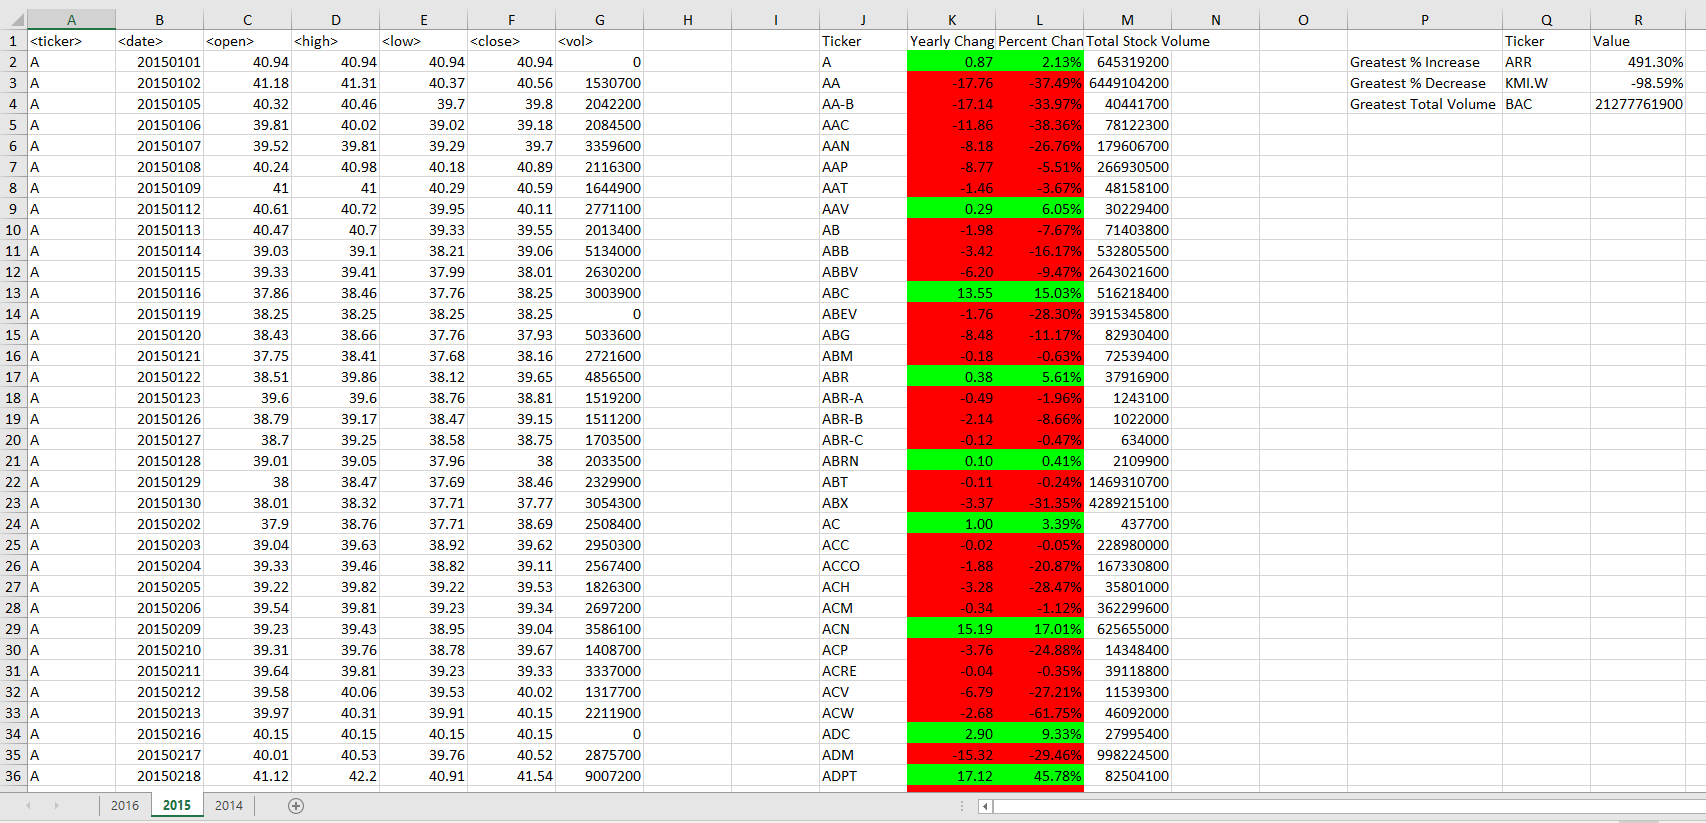 A B C D E F G H I J K L M N O P Q R
1 <ticker> <date> <open> <high> <low> <close> <vol> Ticker Yearly Chang Percent Chan Total Stock Volume Ticker Value
2 A 20150101 40.94 40.94 40.94 40.94 0 A 0.87 2.13% 645319200 Greatest % Increase ARR 491.30%
3 A 20150102 41.18 41.31 40.37 40.56 1530700 AA -17.76 -37.49% 6449104200 Greatest % Decrease KMI.W -98.59%
4 A 20150105 40.32 40.46 39.7 39.8 2042200 AA-B -17.14 -33.97% 40441700 Greatest Total Volume BAC 21277761900
5 A 20150106 39.81 40.02 39.02 39.18 2084500 AAC -11.86 -38.36% 78122300
6 A 20150107 39.52 39.81 39.29 39.7 3359600 AAN -8.18 -26.76% 179606700
7 A 20150108 40.24 40.98 40.18 40.89 2116300 AAP -8.77 -5.51% 266930500
8 A 20150109 41 41 40.29 40.59 1644900 AAT -1.46 -3.67% 48158100
9 A 20150112 40.61 40.72 39.95 40.11 2771100 AAV 0.29 6.05% 30229400
10 A 20150113 40.47 40.7 39.33 39.55 2013400 AB -1.98 -7.67% 71403800
11 A 20150114 39.03 39.1 38.21 39.06 5134000 ABB -3.42 -16.17% 532805500
12 A 20150115 39.33 39.41 37.99 38.01 2630200 ABBV -6.20 -9.47% 2643021600
13 A 20150116 37.86 38.46 37.76 38.25 3003900 ABC 13.55 15.03% 516218400
14 A 20150119 38.25 38.25 38.25 38.25 0 ABEV -1.76 -28.30% 3915345800
15 A 20150120 38.43 38.66 37.76 37.93 5033600 ABG -8.48 -11.17% 82930400
16 A 20150121 37.75 38.41 37.68 38.16 2721600 ABM -0.18 -0.63% 72539400
17 A 20150122 38.51 39.86 38.12 39.65 4856500 ABR 0.38 5.61% 37916900
18 A 20150123 39.6 39.6 38.76 38.81 1519200 ABR-A -0.49 -1.96% 1243100
19 A 20150126 38.79 39.17 38.47 39.15 1511200 ABR-B -2.14 -8.66% 1022000
20 A 20150127 38.7 39.25 38.58 38.75 1703500 ABR-C -0.12 -0.47% 634000
21 A 20150128 39.01 39.05 37.96 38 2033500 ABRN 0.10 0.41% 2109900
22 A 20150129 38 38.47 37.69 38.46 2329900 ABT -0.11 -0.24% 1469310700
23 A 20150130 38.01 38.32 37.71 37.77 3054300 ABX -3.37 -31.35% 4289215100
24 A 20150202 37.9 38.76 37.71 38.69 2508400 AC 1.00 3.39% 437700
25 A 20150203 39.04 39.63 38.92 39.62 2950300 ACC -0.02 -0.05% 228980000
26 A 20150204 39.33 39.46 38.82 39.11 2567400 ACCO -1.88 -20.87% 167330800
27 A 20150205 39.22 39.82 39.22 39.53 1826300 ACH -3.28 -28.47% 35801000
28 A 20150206 39.54 39.81 39.23 39.34 2697200 ACM -0.34 -1.12% 362299600
29 A 20150209 39.23 39.43 38.95 39.04 3586100 ACN 15.19 17.01% 625655000
30 A 20150210 39.31 39.76 38.78 39.67 1408700 ACP -3.76 -24.88% 14348400
31 A 20150211 39.64 39.81 39.23 39.33 3337000 ACRE -0.04 -0.35% 39118800
32 A 20150212 39.58 40.06 39.53 40.02 1317700 ACV -6.79 -27.21% 11539300
33 A 20150213 39.97 40.31 39.91 40.15 2211900 ACW -2.68 -61.75% 46092000
34 A 20150216 40.15 40.15 40.15 40.15 0 ADC 2.90 9.33% 27995400
35 A 20150217 40.01 40.53 39.76 40.52 2875700 ADM -15.32 -29.46% 998224500
36 A 20150218 41.12 42.2 40.91 41.54 9007200 ADPT 17.12 45.78% 82504100
2016 2015 2014